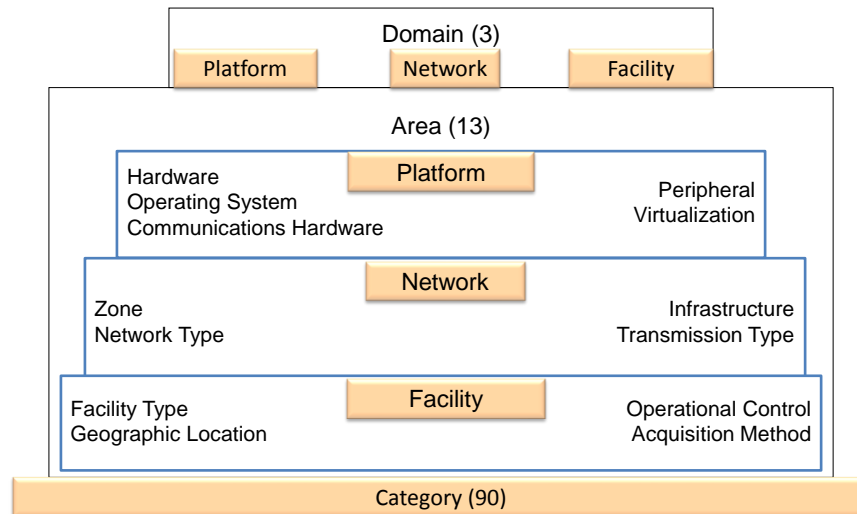 Domain (3)
Platform
Network
Facility
Area (13)
Platform
Hardware
Operating System
Communications Hardware
Peripheral
Virtualization
Network
Zone
Network Type
Infrastructure
Transmission Type
Facility
Facility Type
Geographic Location
Operational Control
Acquisition Method
Category (90)